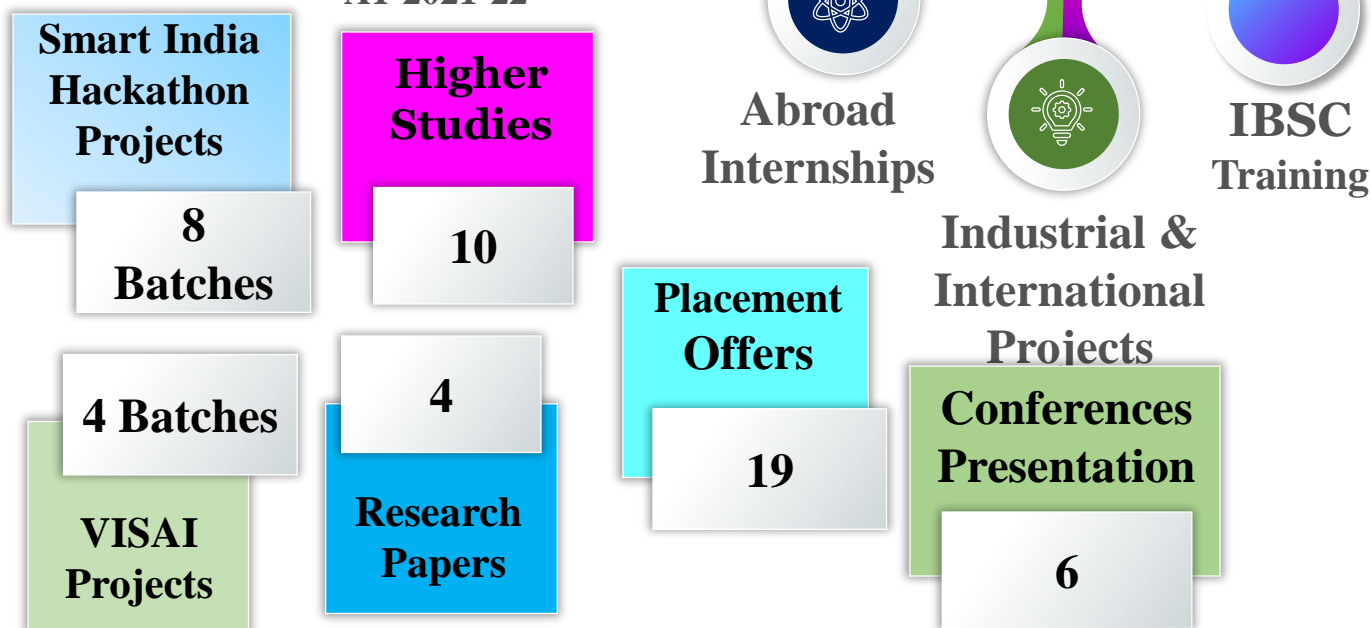 Smart India
Hackathon
Projects
8
Batches
Higher
Studies
10
Abroad
Internships
Industrial &
International
Projects
IBSC
Training
4 Batches
VISAI
Projects
4
Research
Papers
Placement
Offers
19
Conferences
Presentation
6